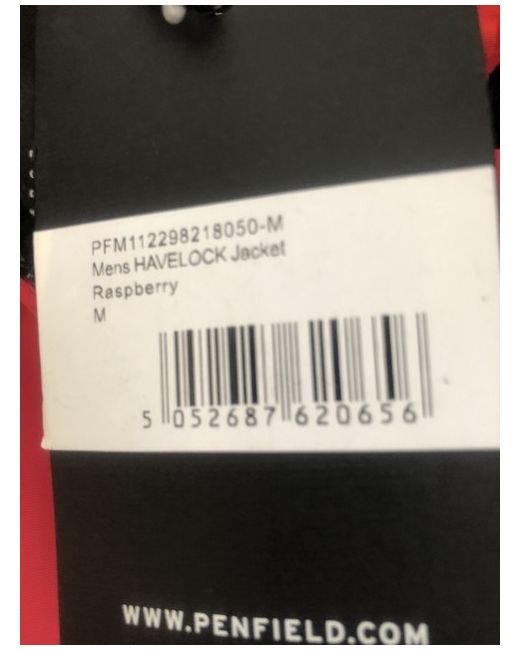 PFM112298218050-M
Mens HAVELOCK Jacket
Raspberry
M
5 052687 620656
WWW.PENFIELD.COM